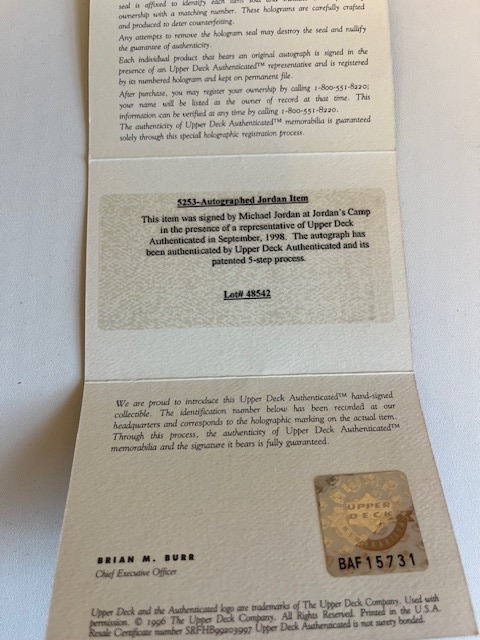 seal is affixed to identify each item
ownership with a matching number. These holograms are carefully crafted
and produced to deter counterfeiting.
Any attempts to remove the hologram seal may destroy the seal and nullify
the guarantee of authenticity.
Each individual product that bears an original autograph is signed in the
presence of an Upper Deck Authenticated™ representative and is registered
by its numbered hologram and kept on permanent file.
After purchase, you may register your ownership by calling 1-800-551-8220;
your name will be listed as the owner of record at that time. This
information can be verified at any time by calling 1-800-551-8220.
The authenticity of Upper Deck Authenticated™ memorabilia is guaranteed
solely through this special holographic registration process.
5253-Autographed Jordan Item
This item was signed by Michael Jordan at Jordan's Camp
in the presence of a representative of Upper Deck
Authenticated in September, 1998. The autograph has
been authenticated by Upper Deck Authenticated and its
patented 5-step process.
Lot# 48542
We are proud to introduce this Upper Deck Authenticated™ hand-signed
collectible. The identification number below has been recorded at our
headquarters and corresponds to the holographic marking on the actual item.
Through this process, the authenticity of Upper Deck Authenticated™
memorabilia and the signature it bears is fully guaranteed.
UPPER
DECK
BAF15731
BRIAN M. BURR
Chief Executive Officer
Upper Deck and the Authenticated logo are trademarks of The Upper Deck Company. Used with
permission. © 1996 The Upper Deck Company. All Rights Reserved. Printed in the U.S.A.
Resale Certificate number SRFHB99203997 Upper Deck Authenticated is not surety bonded.